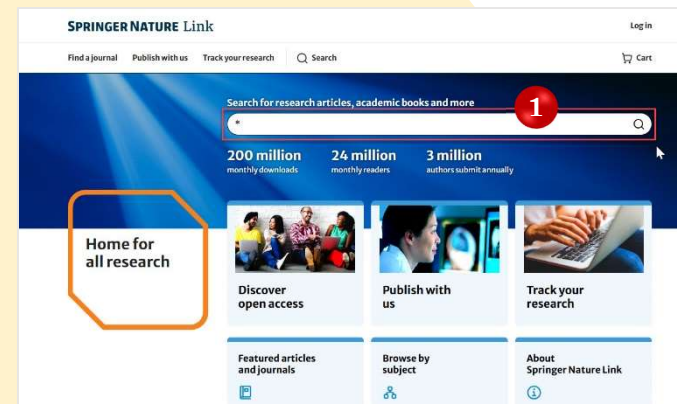 SPRINGER NATURE Link
Log in
Find a journal Publish with us Track your research Search Cart
Search for research articles, academic books and more
1
*
200 million 24 million 3 million
monthly downloads monthly readers authors submit annually
Home for
all research
Discover
open access
Publish with
us
Track your
research
Featured articles
and journals
Browse by
subject
About
Springer Nature Link